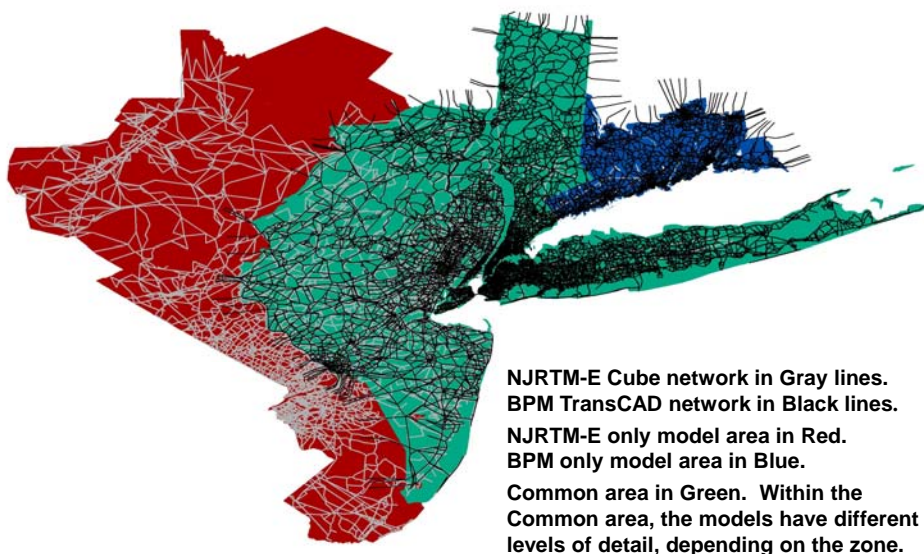 NJRTM-E Cube network in Gray lines.
BPM TransCAD network in Black lines.
NJRTM-E only model area in Red.
BPM only model area in Blue.
Common area in Green. Within the
Common area, the models have different
levels of detail, depending on the zone.